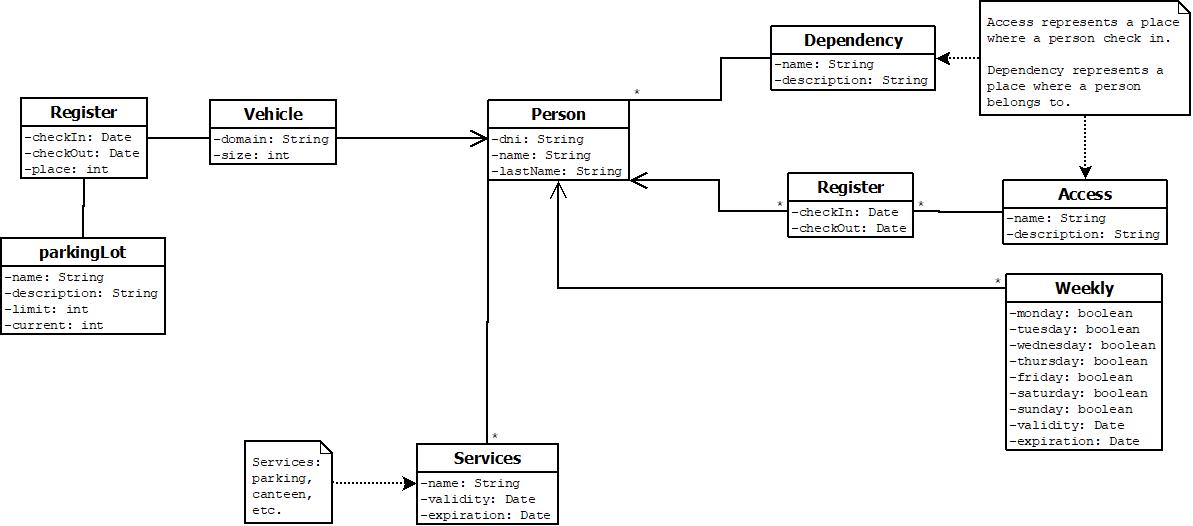 Dependency
-name: String
-description: String
Access represents a place
where a person check in.
Dependency represents a
place where a person
belongs to.
Register
-checkIn: Date
-checkOut: Date
-place: int
Vehicle
-domain: String
-size: int
*
Person
-dni: String
-name: String
-lastName: String
*
Register
-checkIn: Date
-checkOut: Date
*
Access
-name: String
-description: String
parkingLot
-name: String
-description: String
-limit: int
-current: int
*
Weekly
-monday: boolean
-tuesday: boolean
-wednesday: boolean
-thursday: boolean
-friday: boolean
-saturday: boolean
-sunday: boolean
-validity: Date
-expiration: Date
*
Services:
parking,
canteen,
etc.
Services
-name: String
-validity: Date
-expiration: Date